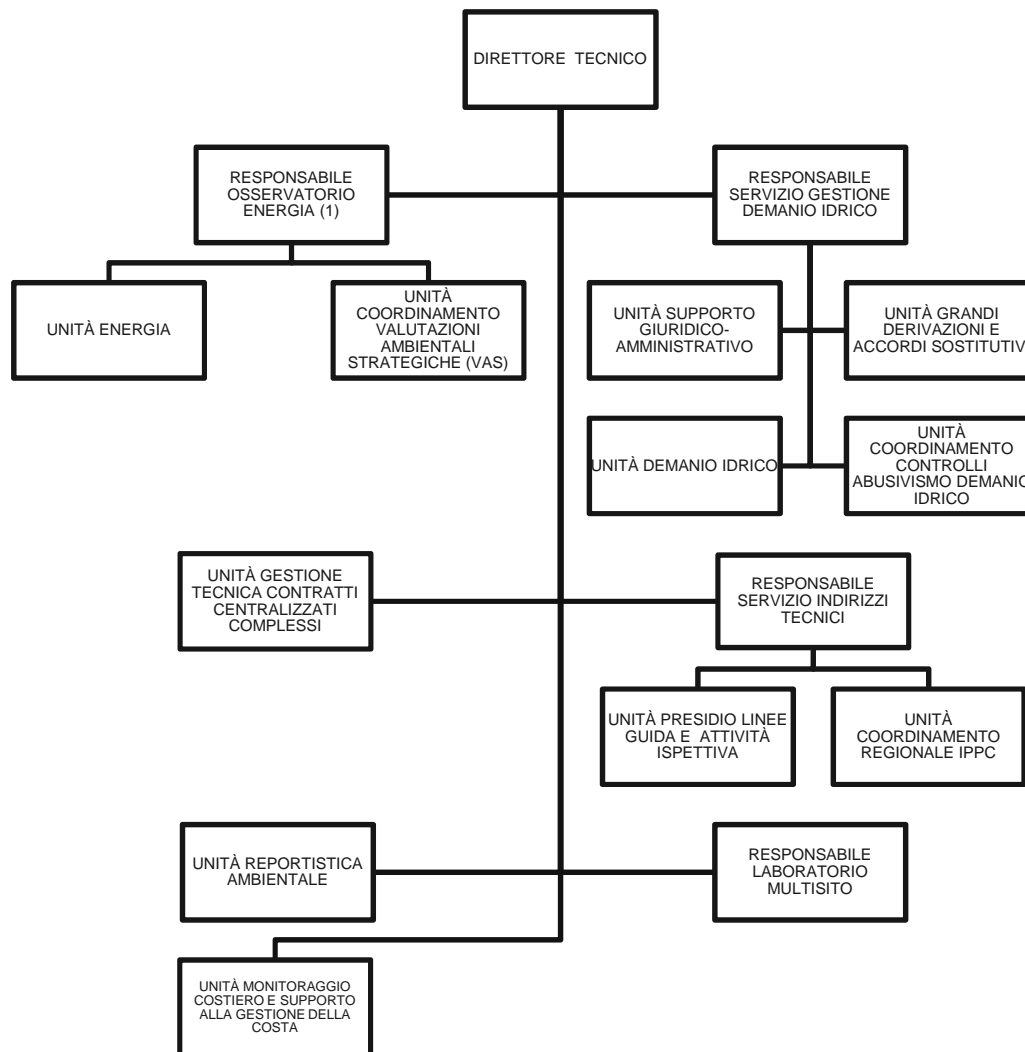 DIRETTORE TECNICO
RESPONSABILE
OSSERVATORIO
ENERGIA (1)
RESPONSABILE
SERVIZIO GESTIONE
DEMANIO IDRICO
UNITÀ ENERGIA
UNITÀ
COORDINAMENTO
VALUTAZIONI
AMBIENTALI
STRATEGICHE (VAS)
UNITÀ SUPPORTO
GIURIDICO-
AMMINISTRATIVO
UNITÀ GRANDI
DERIVAZIONI E
ACCORDI SOSTITUTIV
UNITÀ DEMANIO IDRICO
UNITÀ
COORDINAMENTO
CONTROLLI
ABUSIVISMO DEMANIO
IDRICO
UNITÀ GESTIONE
TECNICA CONTRATTI
CENTRALIZZATI
COMPLESSI
RESPONSABILE
SERVIZIO INDIRIZZI
TECNICI
UNITÀ PRESIDIO LINEE
GUIDA E ATTIVITÀ
ISPETTIVA
UNITÀ
COORDINAMENTO
REGIONALE IPPC
UNITÀ REPORTISTICA
AMBIENTALE
RESPONSABILE
LABORATORIO
MULTISITO
UNITÀ MONITORAGGIO
COSTIERO E SUPPORTO
ALLA GESTIONE DELLA
COSTA